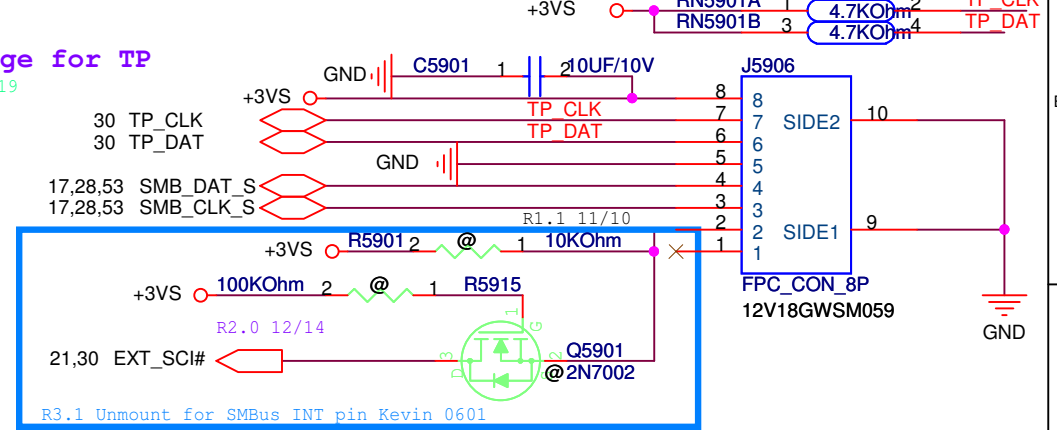 +3VS
RN5901A 1 2 TP_CLK
4.7KOhm
RN5901B 3 4 TP_DAT
4.7KOhm
ge for TP
19
GND C5901 1 2 10UF/10V J5906
+3VS 8 8
30 TP_CLK TP_CLK 7 7 SIDE2 10
30 TP_DAT TP_DAT 6 6
GND 5 5
17,28,53 SMB_DAT_S 4 4
17,28,53 SMB_CLK_S 3 3
R1.1 11/10 2 2 SIDE1 9
+3VS R5901 2 @ 1 10KOhm 1 1
FPC_CON_8P
12V18GWSM059
GND
+3VS 100KOhm 2 @ 1 R5915
R2.0 12/14
1 G
21,30 EXT_SCI# 3 D 2 Q5901
@ 2N7002
R3.1 Unmount for SMBus INT pin Kevin 0601